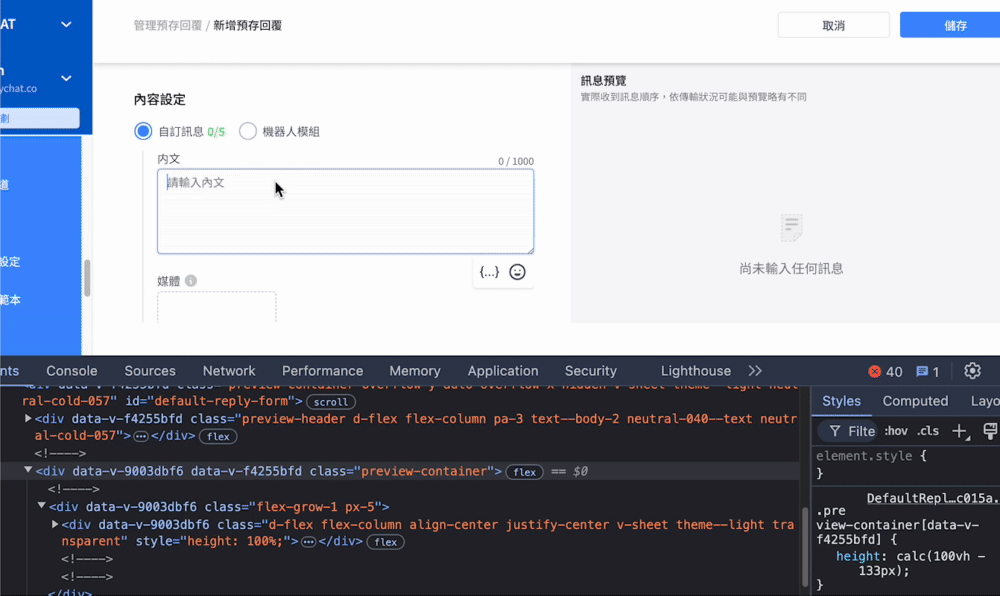 AT
管理預存回覆 / 新增預存回覆
取消
儲存
n
ychat.co
劃
道
設定
範本
內容設定
自訂訊息 0/5
機器人模組
內文
0 / 1000
請輸入內文
{...}
媒體
訊息預覽
實際收到訊息順序，依傳輸狀況可能與預覽略有不同
尚未輸入任何訊息
nts Console Sources Network Performance Memory Application Security Lighthouse 40 1
<div data-v-f4255bfd class="preview-container overflow-y-auto overflow-x-hidden v-sheet theme--light neut
ral-cold-057" id="default-reply-form"> scroll
<div data-v-f4255bfd class="preview-header d-flex flex-column pa-3 text--body-2 neutral-040--text neutr
al-cold-057"> ⋯ </div> flex
<!---->
<div data-v-9003dbf6 data-v-f4255bfd class="preview-container"> flex == $0
<!---->
<div data-v-9003dbf6 class="flex-grow-1 px-5">
<div data-v-9003dbf6 class="d-flex flex-column align-center justify-center v-sheet theme--light tra
nsparent" style="height: 100%;"> ⋯ </div> flex
<!---->
<!---->
</div>
Styles Computed Layo
Filte :hov .cls
element.style {
}
DefaultRepl…c015a.
.pre
view-container[data-v-
f4255bfd] {
height: calc(100vh -
133px);
}